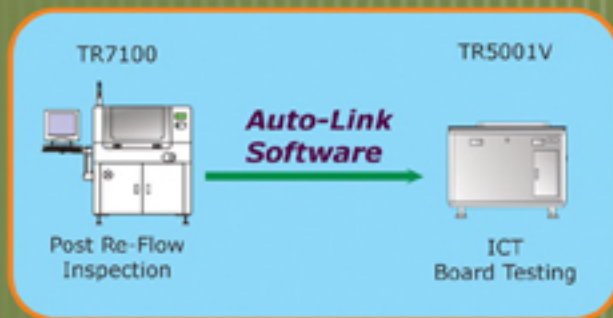 TR7100
TR5001V
Auto-Link
Software
Post Re-Flow
Inspection
ICT
Board Testing